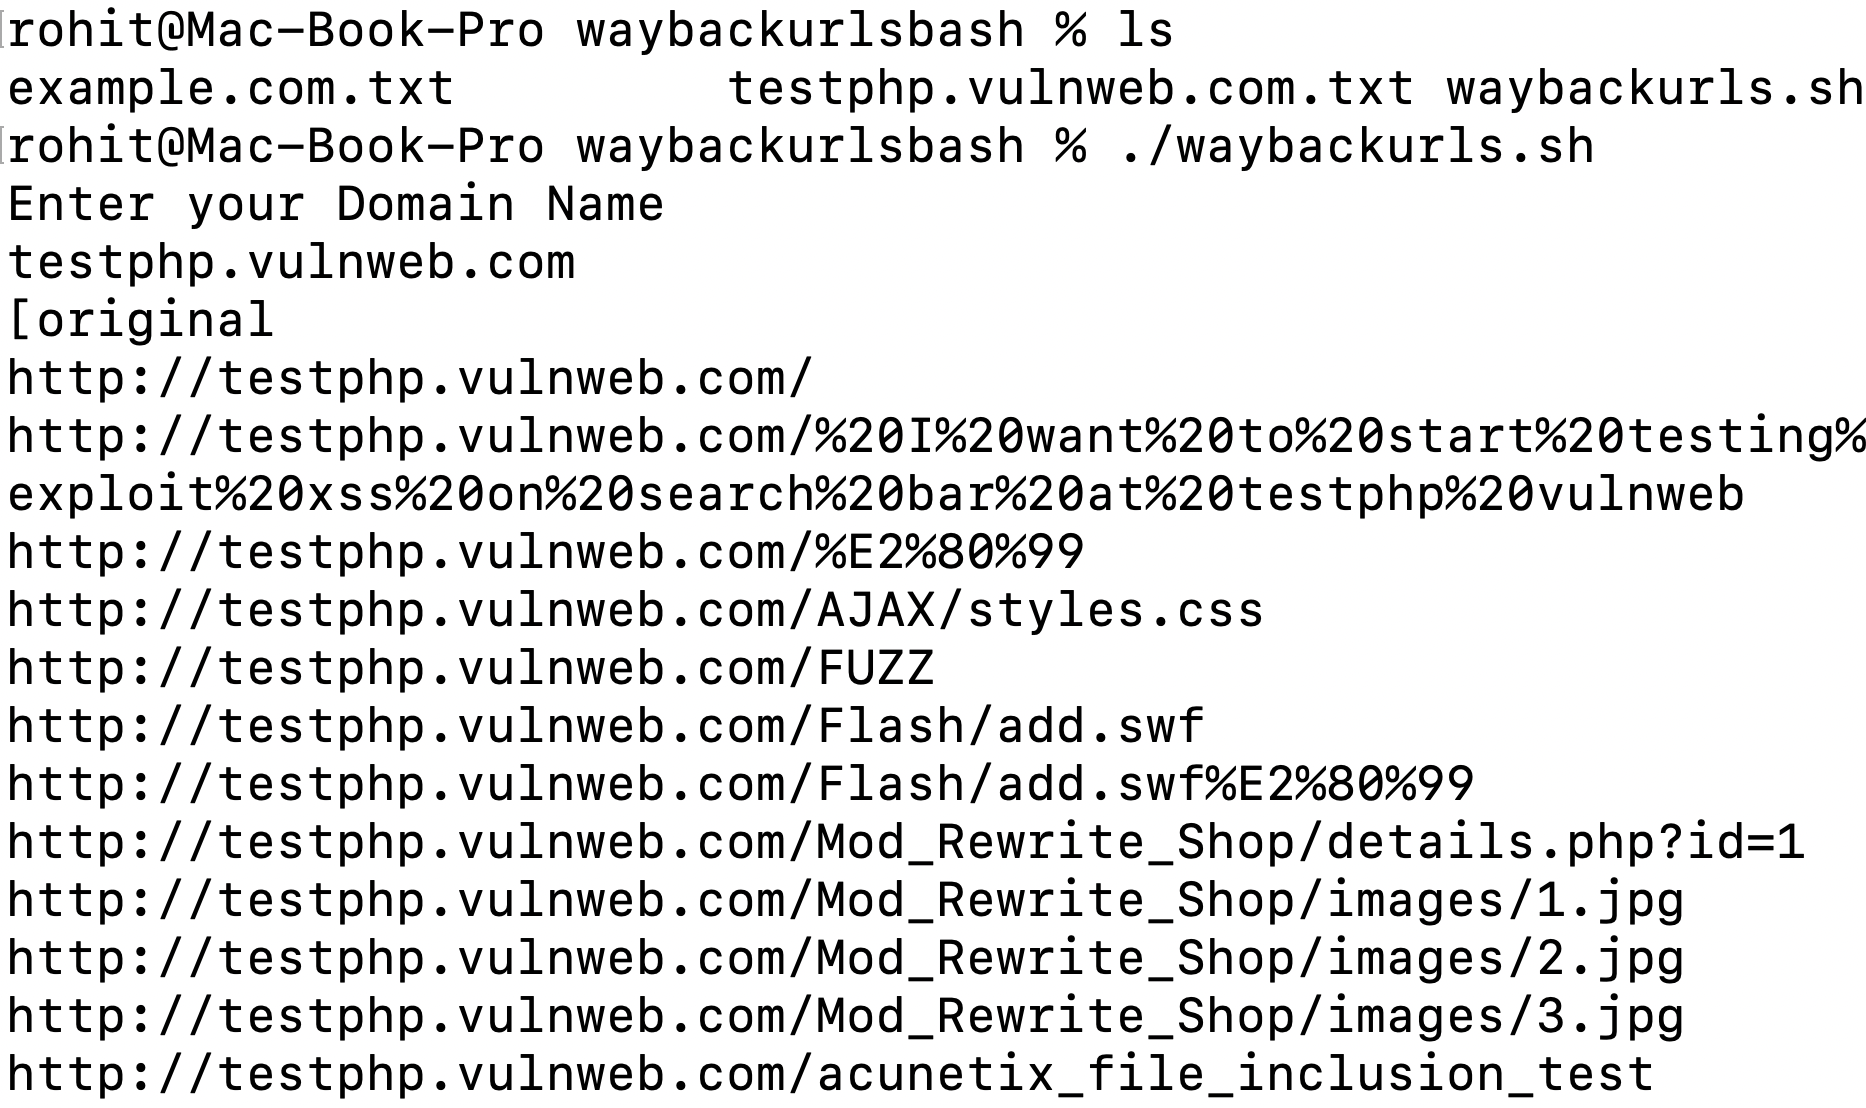 [rohit@Mac-Book-Pro waybackurlsbash % ls
example.com.txt testphp.vulnweb.com.txt waybackurls.sh
[rohit@Mac-Book-Pro waybackurlsbash % ./waybackurls.sh
Enter your Domain Name
testphp.vulnweb.com
[original
http://testphp.vulnweb.com/
http://testphp.vulnweb.com/%20I%20want%20to%20start%20testing%
exploit%20xss%20on%20search%20bar%20at%20testphp%20vulnweb
http://testphp.vulnweb.com/%E2%80%99
http://testphp.vulnweb.com/AJAX/styles.css
http://testphp.vulnweb.com/FUZZ
http://testphp.vulnweb.com/Flash/add.swf
http://testphp.vulnweb.com/Flash/add.swf%E2%80%99
http://testphp.vulnweb.com/Mod_Rewrite_Shop/details.php?id=1
http://testphp.vulnweb.com/Mod_Rewrite_Shop/images/1.jpg
http://testphp.vulnweb.com/Mod_Rewrite_Shop/images/2.jpg
http://testphp.vulnweb.com/Mod_Rewrite_Shop/images/3.jpg
http://testphp.vulnweb.com/acunetix_file_inclusion_test